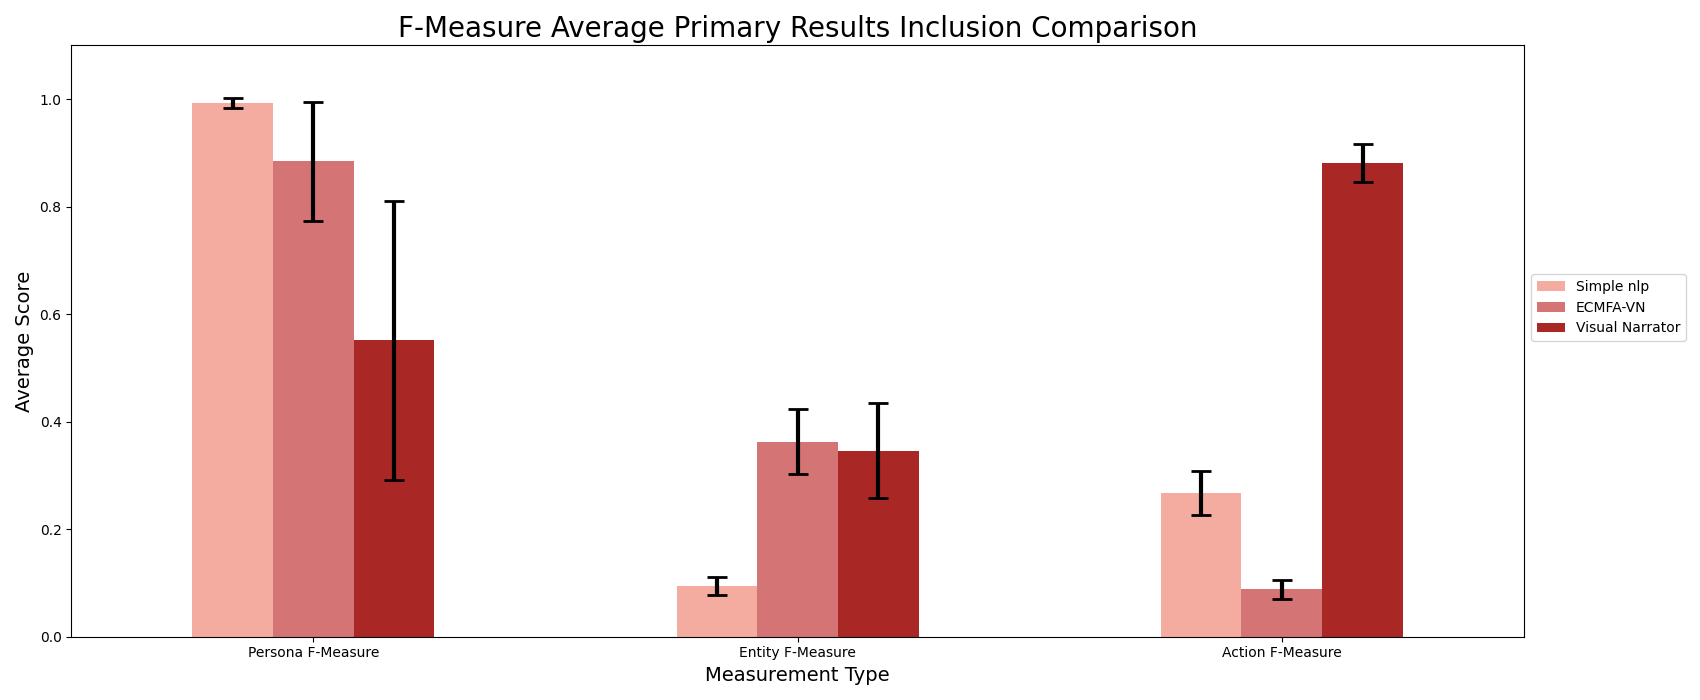 F-Measure Average Primary Results Inclusion Comparison
Average Score
1.0
0.8
0.6
0.4
0.2
0.0
Persona F-Measure
Entity F-Measure
Action F-Measure
Measurement Type
Simple nlp
ECMFA-VN
Visual Narrator